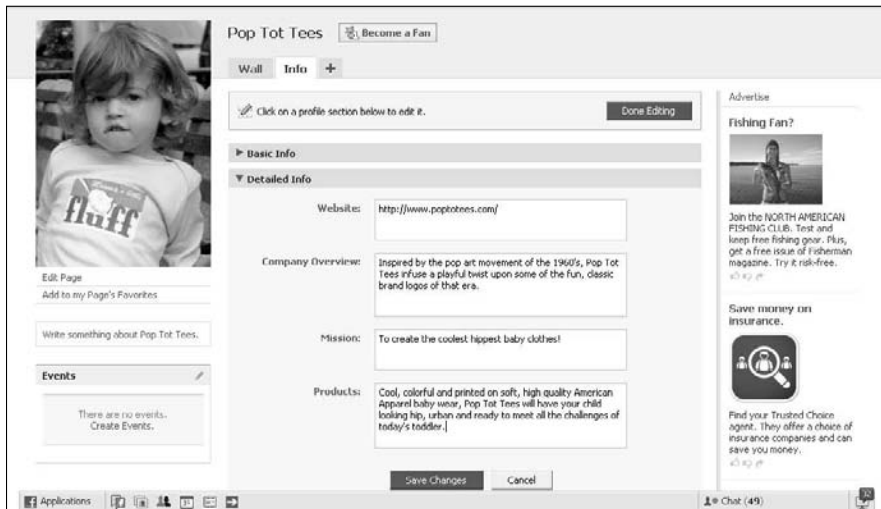 Pop Tot Tees
Become a Fan
Wall Info +
Click on a profile section below to edit it.
Done Editing
Basic Info
Detailed Info
Website:
http://www.poptotees.com/
Company Overview:
Inspired by the pop art movement of the 1960's, Pop Tot
Tees infuse a playful twist upon some of the fun, classic
brand logos of that era.
Mission:
To create the coolest hippest baby clothes!
Products:
Cool, colorful and printed on soft, high quality American
Apparel baby wear, Pop Tot Tees will have your child
looking hip, urban and ready to meet all the challenges of
today's toddler.
Save Changes
Cancel
fluff
Edit Page
Add to my Page's Favorites
Write something about Pop Tot Tees.
Events
There are no events.
Create Events.
Advertise
Fishing Fan?
Join the NORTH AMERICAN
FISHING CLUB. Test and
keep free fishing gear. Plus,
get a free issue of Fisherman
magazine. Try it risk-free.
Save money on
insurance.
Find your Trusted Choice
agent. They offer a choice of
insurance companies and can
save you money.
Applications
31
Chat (49)